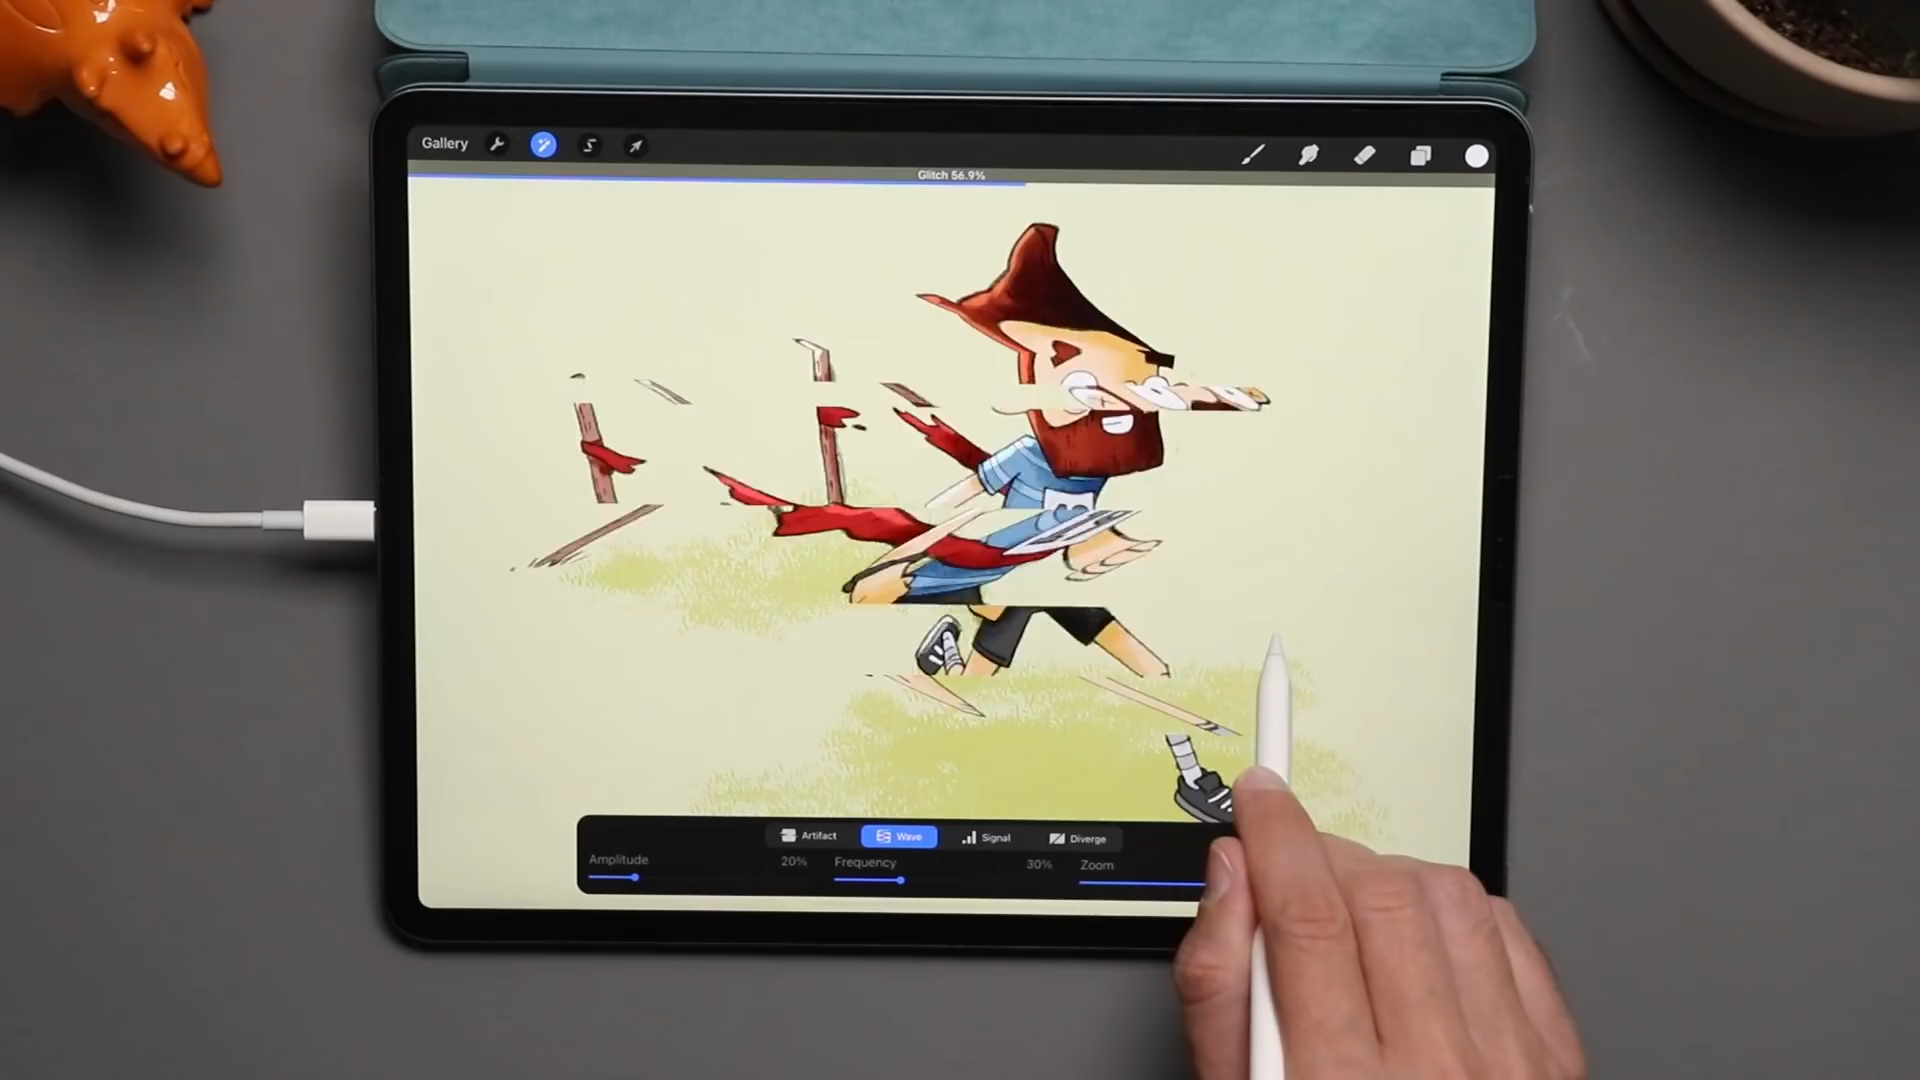 Gallery
Glitch 56.9%
Artifact Wave Signal Diverge
Amplitude 20% Frequency 30% Zoom